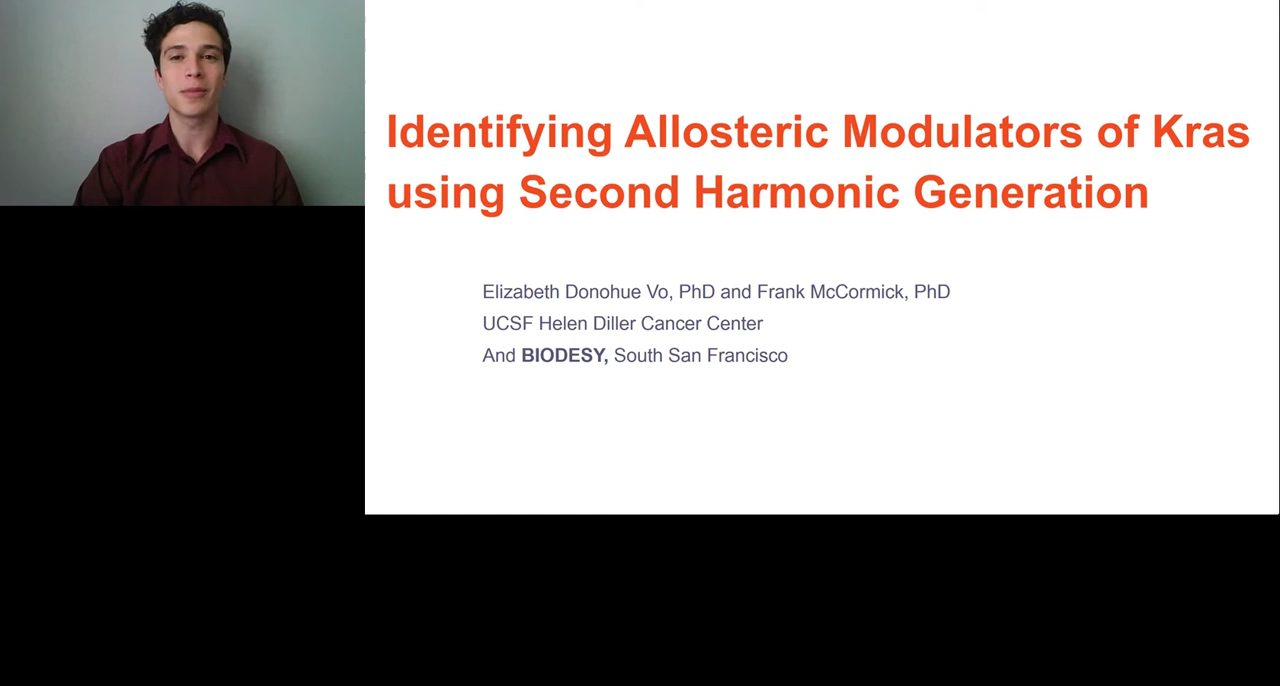 Identifying Allosteric Modulators of Kras
using Second Harmonic Generation
Elizabeth Donohue Vo, PhD and Frank McCormick, PhD
UCSF Helen Diller Cancer Center
And BIODESY, South San Francisco